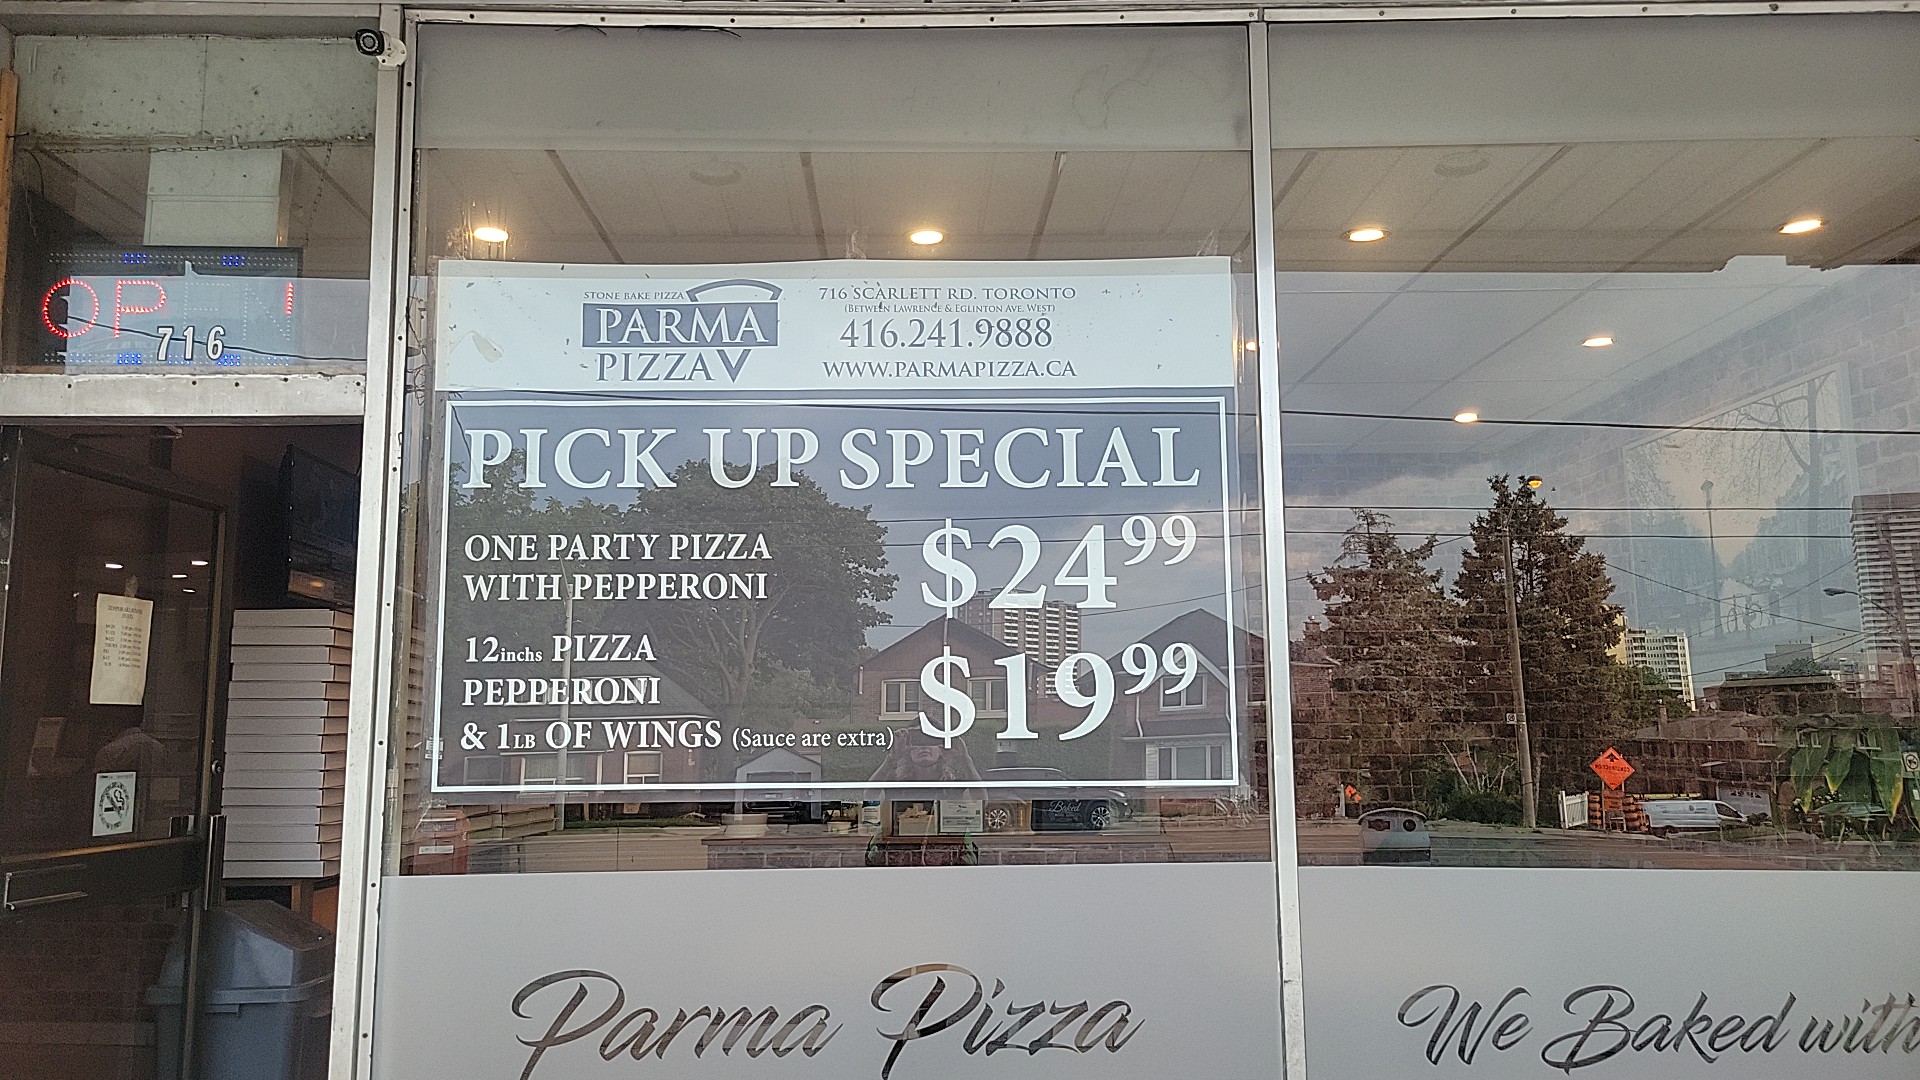 STONE BAKE PIZZA
PARMA
PIZZA
716 SCARLETT RD. TORONTO
(BETWEEN LAWRENCE & EGLINTON AVE. WEST)
416.241.9888
WWW.PARMAPIZZA.CA
OPEN
716
PICK UP SPECIAL
ONE PARTY PIZZA
WITH PEPPERONI
$24 99
12inchs PIZZA
PEPPERONI
& 1LB OF WINGS (Sauce are extra)
$19 99
Baked
Parma Pizza
We Baked with